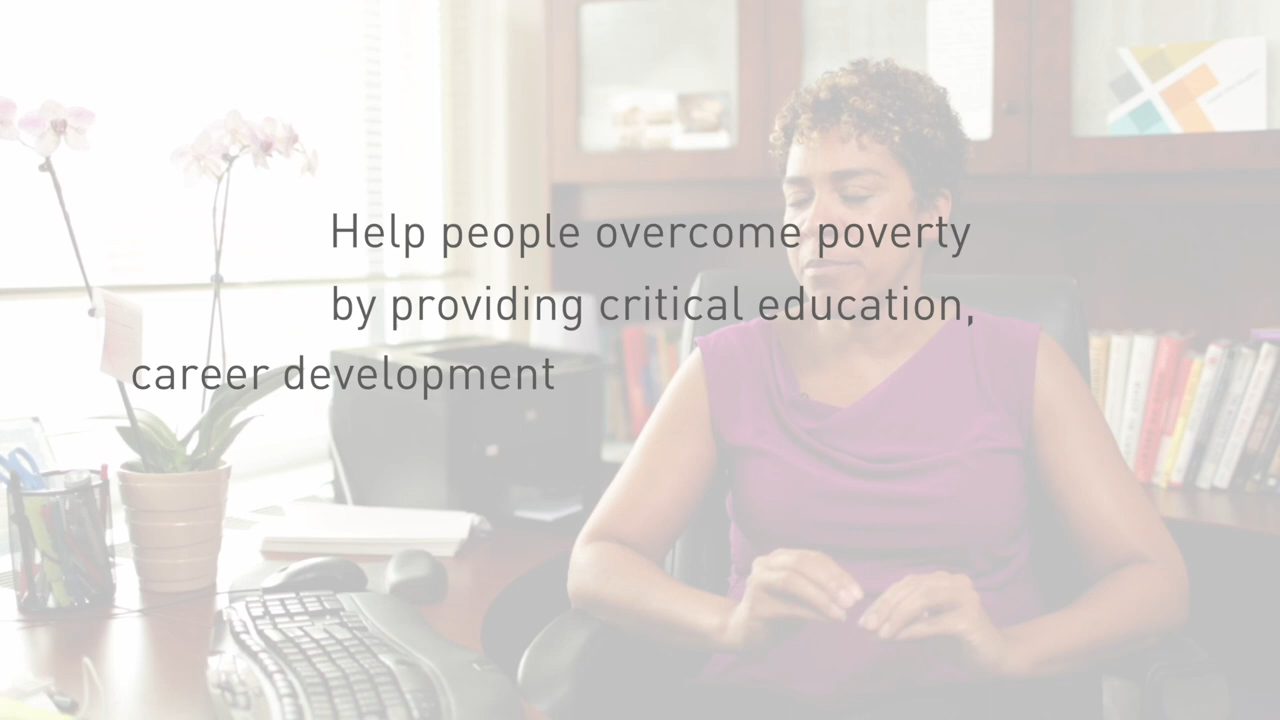 Help people overcome poverty
by providing critical education,
career development